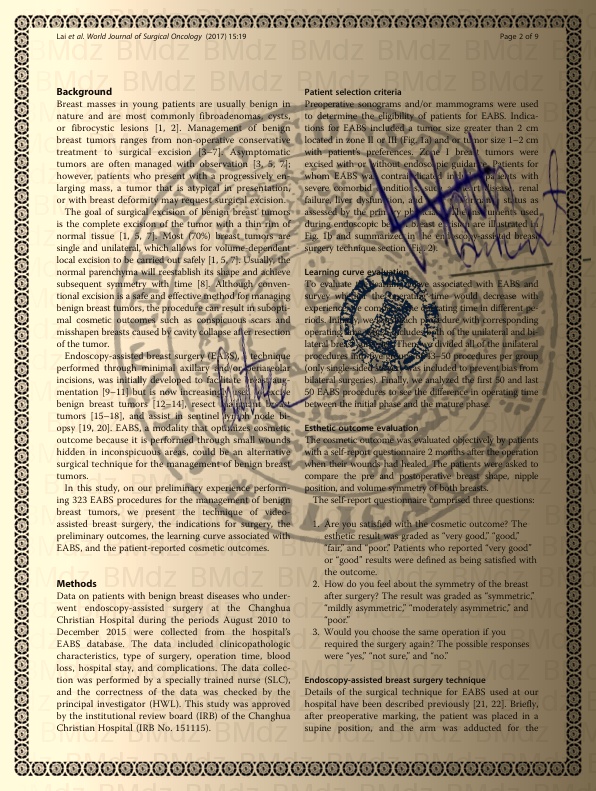 Lai et al. World Journal of Surgical Oncology (2017) 15:19
Page 2 of 9
Background
Breast masses in young patients are usually benign in
nature and are most commonly fibroadenomas, cysts,
or fibrocystic lesions [1, 2]. Management of benign
breast tumors ranges from non-operative conservative
treatment to surgical excision [3–7]. Asymptomatic
tumors are often managed with observation [3, 5, 7];
however, patients who present with a progressively en-
larging mass, a tumor that is atypical in presentation,
or with breast deformity may request surgical excision.
The goal of surgical excision of benign breast tumors
is the complete excision of the tumor with a thin rim of
normal tissue [1, 5, 7]. Most (70%) breast tumors are
single and unilateral, which allows for volume-dependent
local excision to be carried out safely [1, 5, 7]. Usually, the
normal parenchyma will reestablish its shape and achieve
subsequent symmetry with time [8]. Although conven-
tional excision is a safe and effective method for managing
benign breast tumors, the procedure can result in subopti-
mal cosmetic outcomes such as conspicuous scars and
misshapen breasts caused by cavity collapse after resection
of the tumor.
Endoscopy-assisted breast surgery (EABS), a technique
performed through minimal axillary and/or periareolar
incisions, was initially developed to facilitate breast aug-
mentation [9–11] and is now increasingly used to excise
benign breast tumors [12–14], resect malignant
tumors [15–18], and assist in sentinel lymph node bi-
opsy [19, 20]. EABS, a modality that optimizes cosmetic
outcome because it is performed through small wounds
hidden in inconspicuous areas, could be an alternative
surgical technique for the management of benign breast
tumors.
In this study, on our preliminary experience perform-
ing 323 EABS procedures for the management of benign
breast tumors, we present the technique of video-
assisted breast surgery, the indications for surgery, the
preliminary outcomes, the learning curve associated with
EABS, and the patient-reported cosmetic outcomes.
Methods
Data on patients with benign breast diseases who under-
went endoscopy-assisted surgery at the Changhua
Christian Hospital during the periods August 2010 to
December 2015 were collected from the hospital's
EABS database. The data included clinicopathologic
characteristics, type of surgery, operation time, blood
loss, hospital stay, and complications. The data collec-
tion was performed by a specially trained nurse (SLC),
and the correctness of the data was checked by the
principal investigator (HWL). This study was approved
by the institutional review board (IRB) of the Changhua
Christian Hospital (IRB No. 151115).
Patient selection criteria
Preoperative sonograms and/or mammograms were used
to determine the eligibility of patients for EABS. Indica-
tions for EABS included a tumor size greater than 2 cm
located in zone II or III (Fig. 1a) and/or tumor size 1–2 cm
with patient's preferences. Zone I breast tumors were
excised with or without endoscopic guidance. Patients for
whom EABS was contraindicated included patients with
severe comorbid conditions, such as heart disease, renal
failure, liver dysfunction, and poor performance status as
assessed by the primary physician. The instruments used
during endoscopic breast excision are illustrated in
Fig. 1b and summarized in the endoscopy-assisted breast
surgery technique section (Fig. 2).
Learning curve evaluation
To evaluate the learning curve associated with EABS and
survey whether operating time would decrease with
experience, operating time in different pe-
riods. procedure with corresponding
operating of the unilateral and bi-
lateral breast Then divided all of the unilateral
procedures into 3–50 procedures per group
(only single-sided was included to prevent bias from
bilateral surgeries). Finally, we analyzed the first 50 and last
50 EABS procedures to see the difference in operating time
between the initial phase and the mature phase.
Esthetic outcome evaluation
The cosmetic outcome was evaluated objectively by patients
with a self-report questionnaire 2 months after the operation
when their wounds had healed. The patients were asked to
compare the pre and postoperative breast shape, nipple
position, and volume symmetry of both breasts.
The self-report questionnaire comprised three questions:
1. Are you satisfied with the cosmetic outcome? The
esthetic result was graded as "very good," "good,"
"fair," and "poor." Patients who reported "very good"
or "good" results were defined as being satisfied with
the outcome.
2. How do you feel about the symmetry of the breast
after surgery? The result was graded as "symmetric,"
"mildly asymmetric," "moderately asymmetric," and
"poor."
3. Would you choose the same operation if you
required the surgery again? The possible responses
were "yes," "not sure," and "no."
Endoscopy-assisted breast surgery technique
Details of the surgical technique for EABS used at our
hospital have been described previously [21, 22]. Briefly,
after preoperative marking, the patient was placed in a
supine position, and the arm was adducted for the